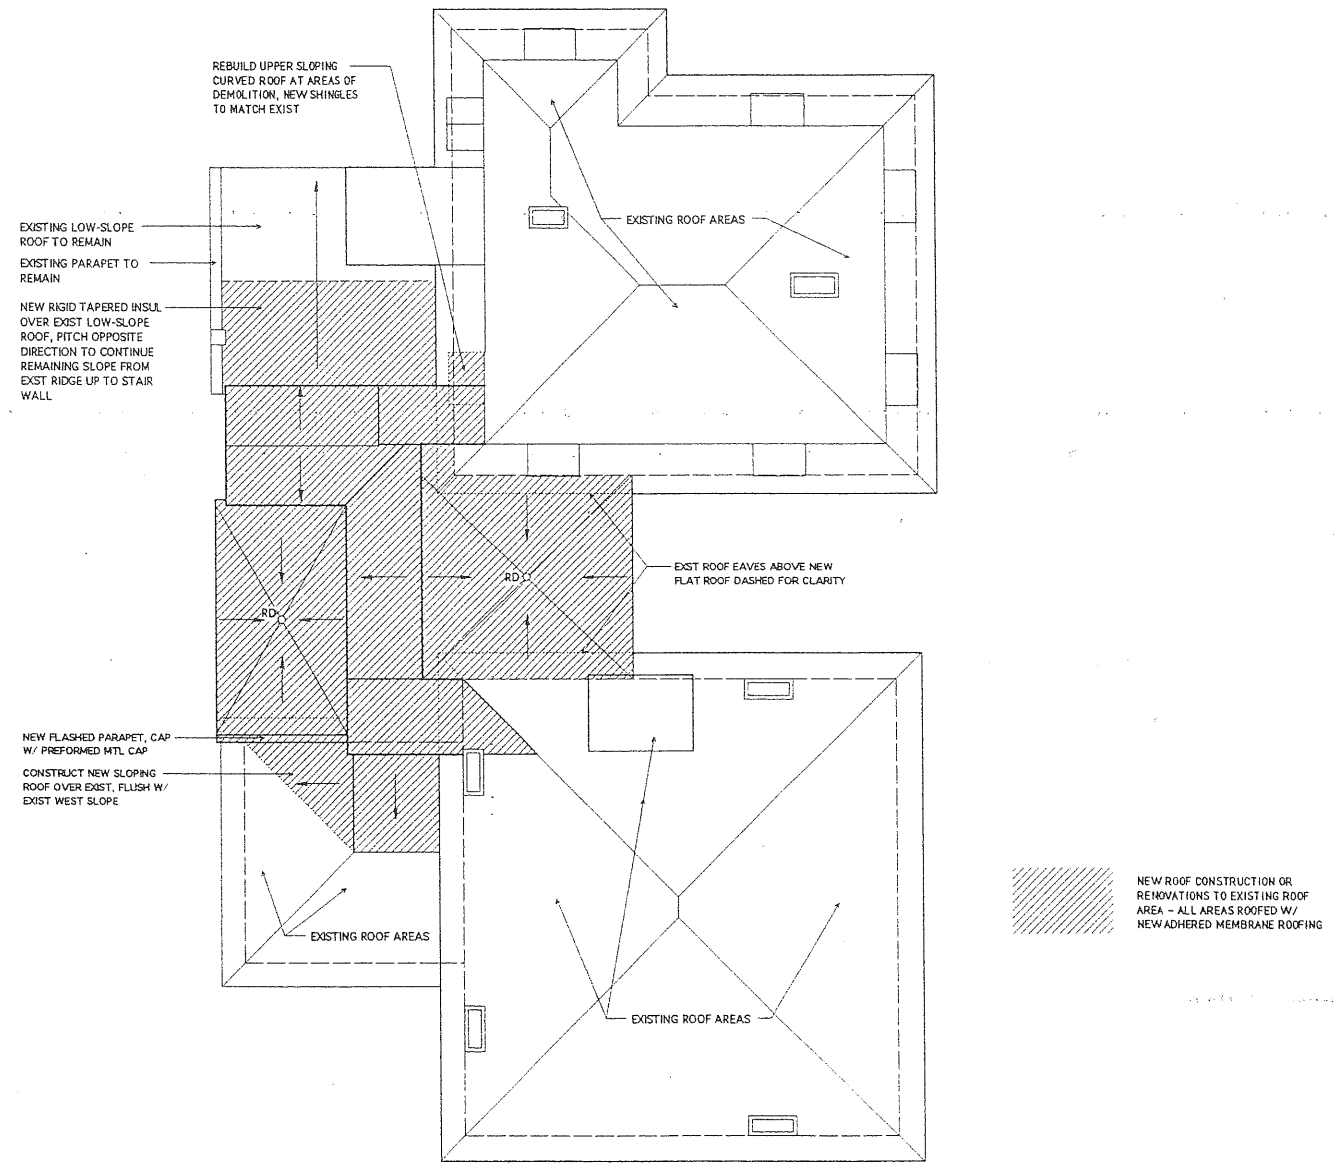 REBUILD UPPER SLOPING
CURVED ROOF AT AREAS OF
DEMOLITION, NEW SHINGLES
TO MATCH EXIST
EXISTING LOW-SLOPE
ROOF TO REMAIN
EXISTING PARAPET TO
REMAIN
NEW RIGID TAPERED INSUL
OVER EXIST LOW-SLOPE
ROOF, PITCH OPPOSITE
DIRECTION TO CONTINUE
REMAINING SLOPE FROM
EXST RIDGE UP TO STAIR
WALL
EXISTING ROOF AREAS
RD
EXST ROOF EAVES ABOVE NEW
FLAT ROOF DASHED FOR CLARITY
RD
NEW FLASHED PARAPET, CAP
W/ PREFORMED MTL CAP
CONSTRUCT NEW SLOPING
ROOF OVER EXIST, FLUSH W/
EXIST WEST SLOPE
EXISTING ROOF AREAS
EXISTING ROOF AREAS
NEW ROOF CONSTRUCTION OR
RENOVATIONS TO EXISTING ROOF
AREA - ALL AREAS ROOFED W/
NEW ADHERED MEMBRANE ROOFING